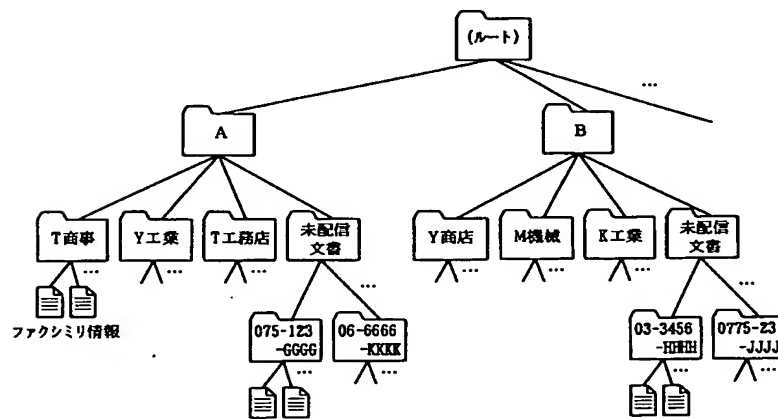 (ルート)
…
A
B
T商事
Y工業
T工務店
未配信
文書
Y商店
M機械
K工業
未配信
文書
…
…
…
…
…
…
…
…
…
ファクシミリ情報
075-123
-GGGG
06-6666
-KKKK
03-3456
-HHHH
0775-23
-JJJJ
…
…
…
…